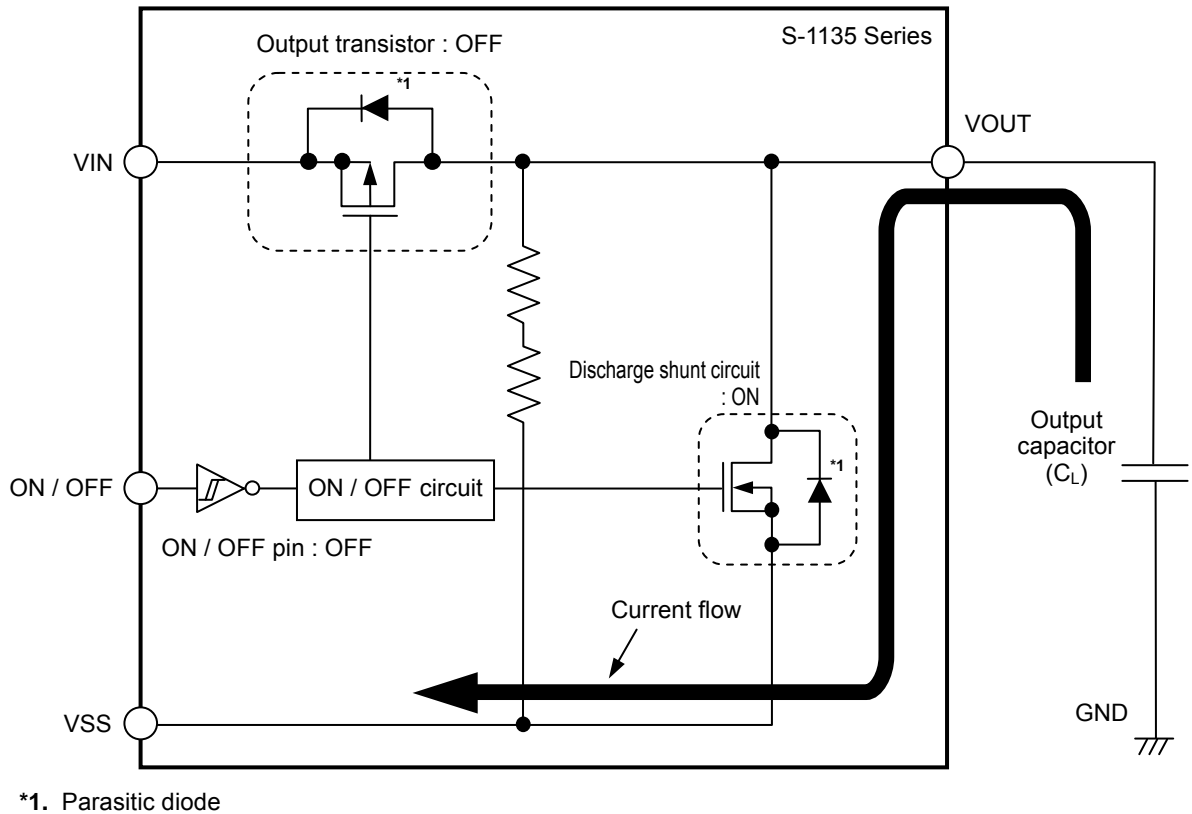 S-1135 Series
Output transistor : OFF
*1
VOUT
VIN
Discharge shunt circuit
: ON
*1
Output
capacitor
(CL)
ON / OFF
ON / OFF circuit
ON / OFF pin : OFF
Current flow
VSS
GND
*1. Parasitic diode